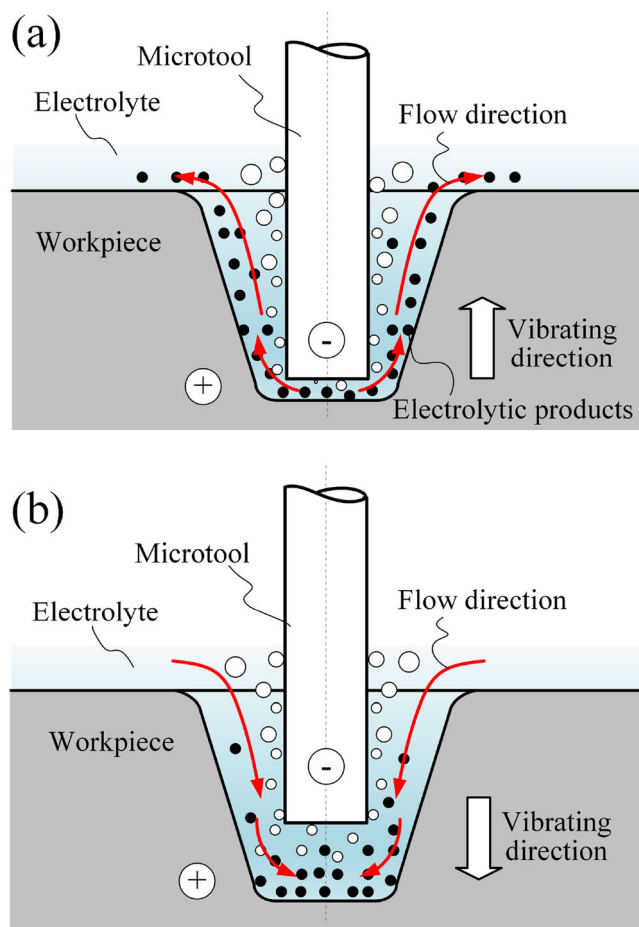 (a)
Microtool
Electrolyte
Flow direction
Workpiece
-
Vibrating
direction
+
Electrolytic products
(b)
Microtool
Electrolyte
Flow direction
Workpiece
-
Vibrating
direction
+